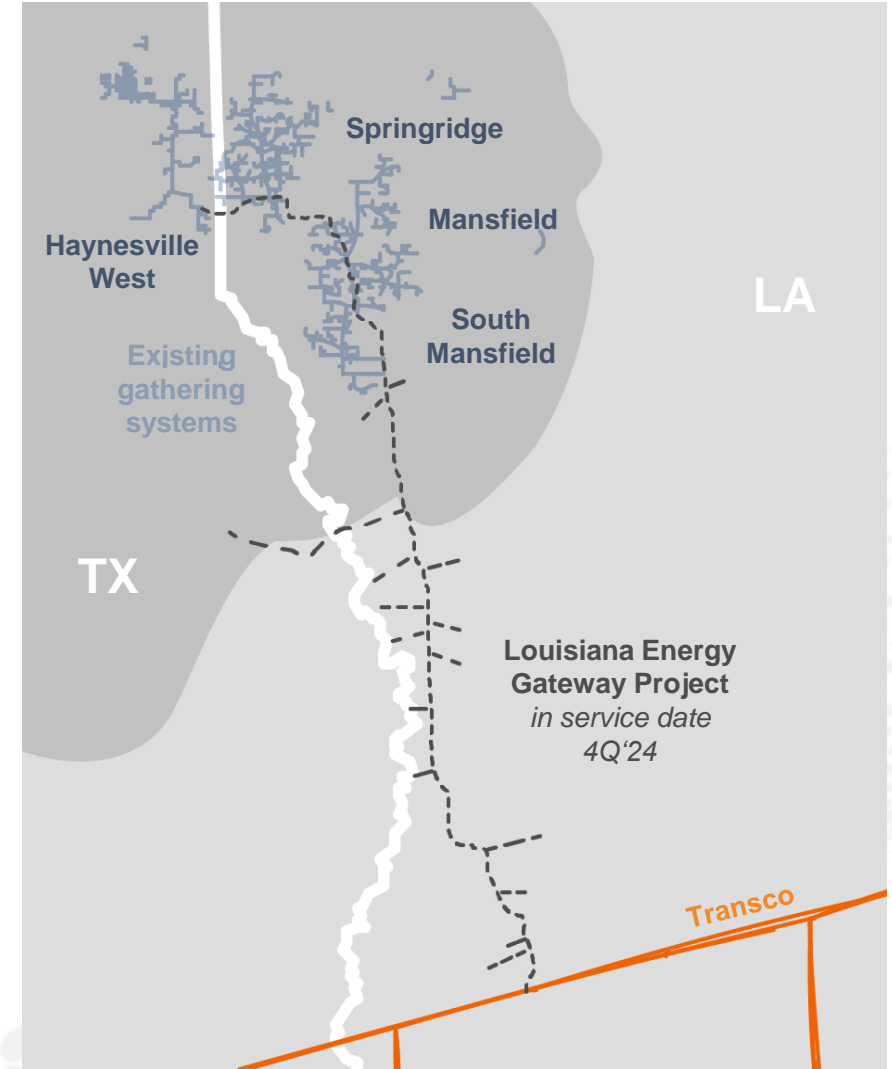 Springridge
Mansfield
Haynesville
West
LA
South
Mansfield
Existing
gathering
systems
TX
Louisiana Energy
Gateway Project
in service date
4Q‘24
Transco